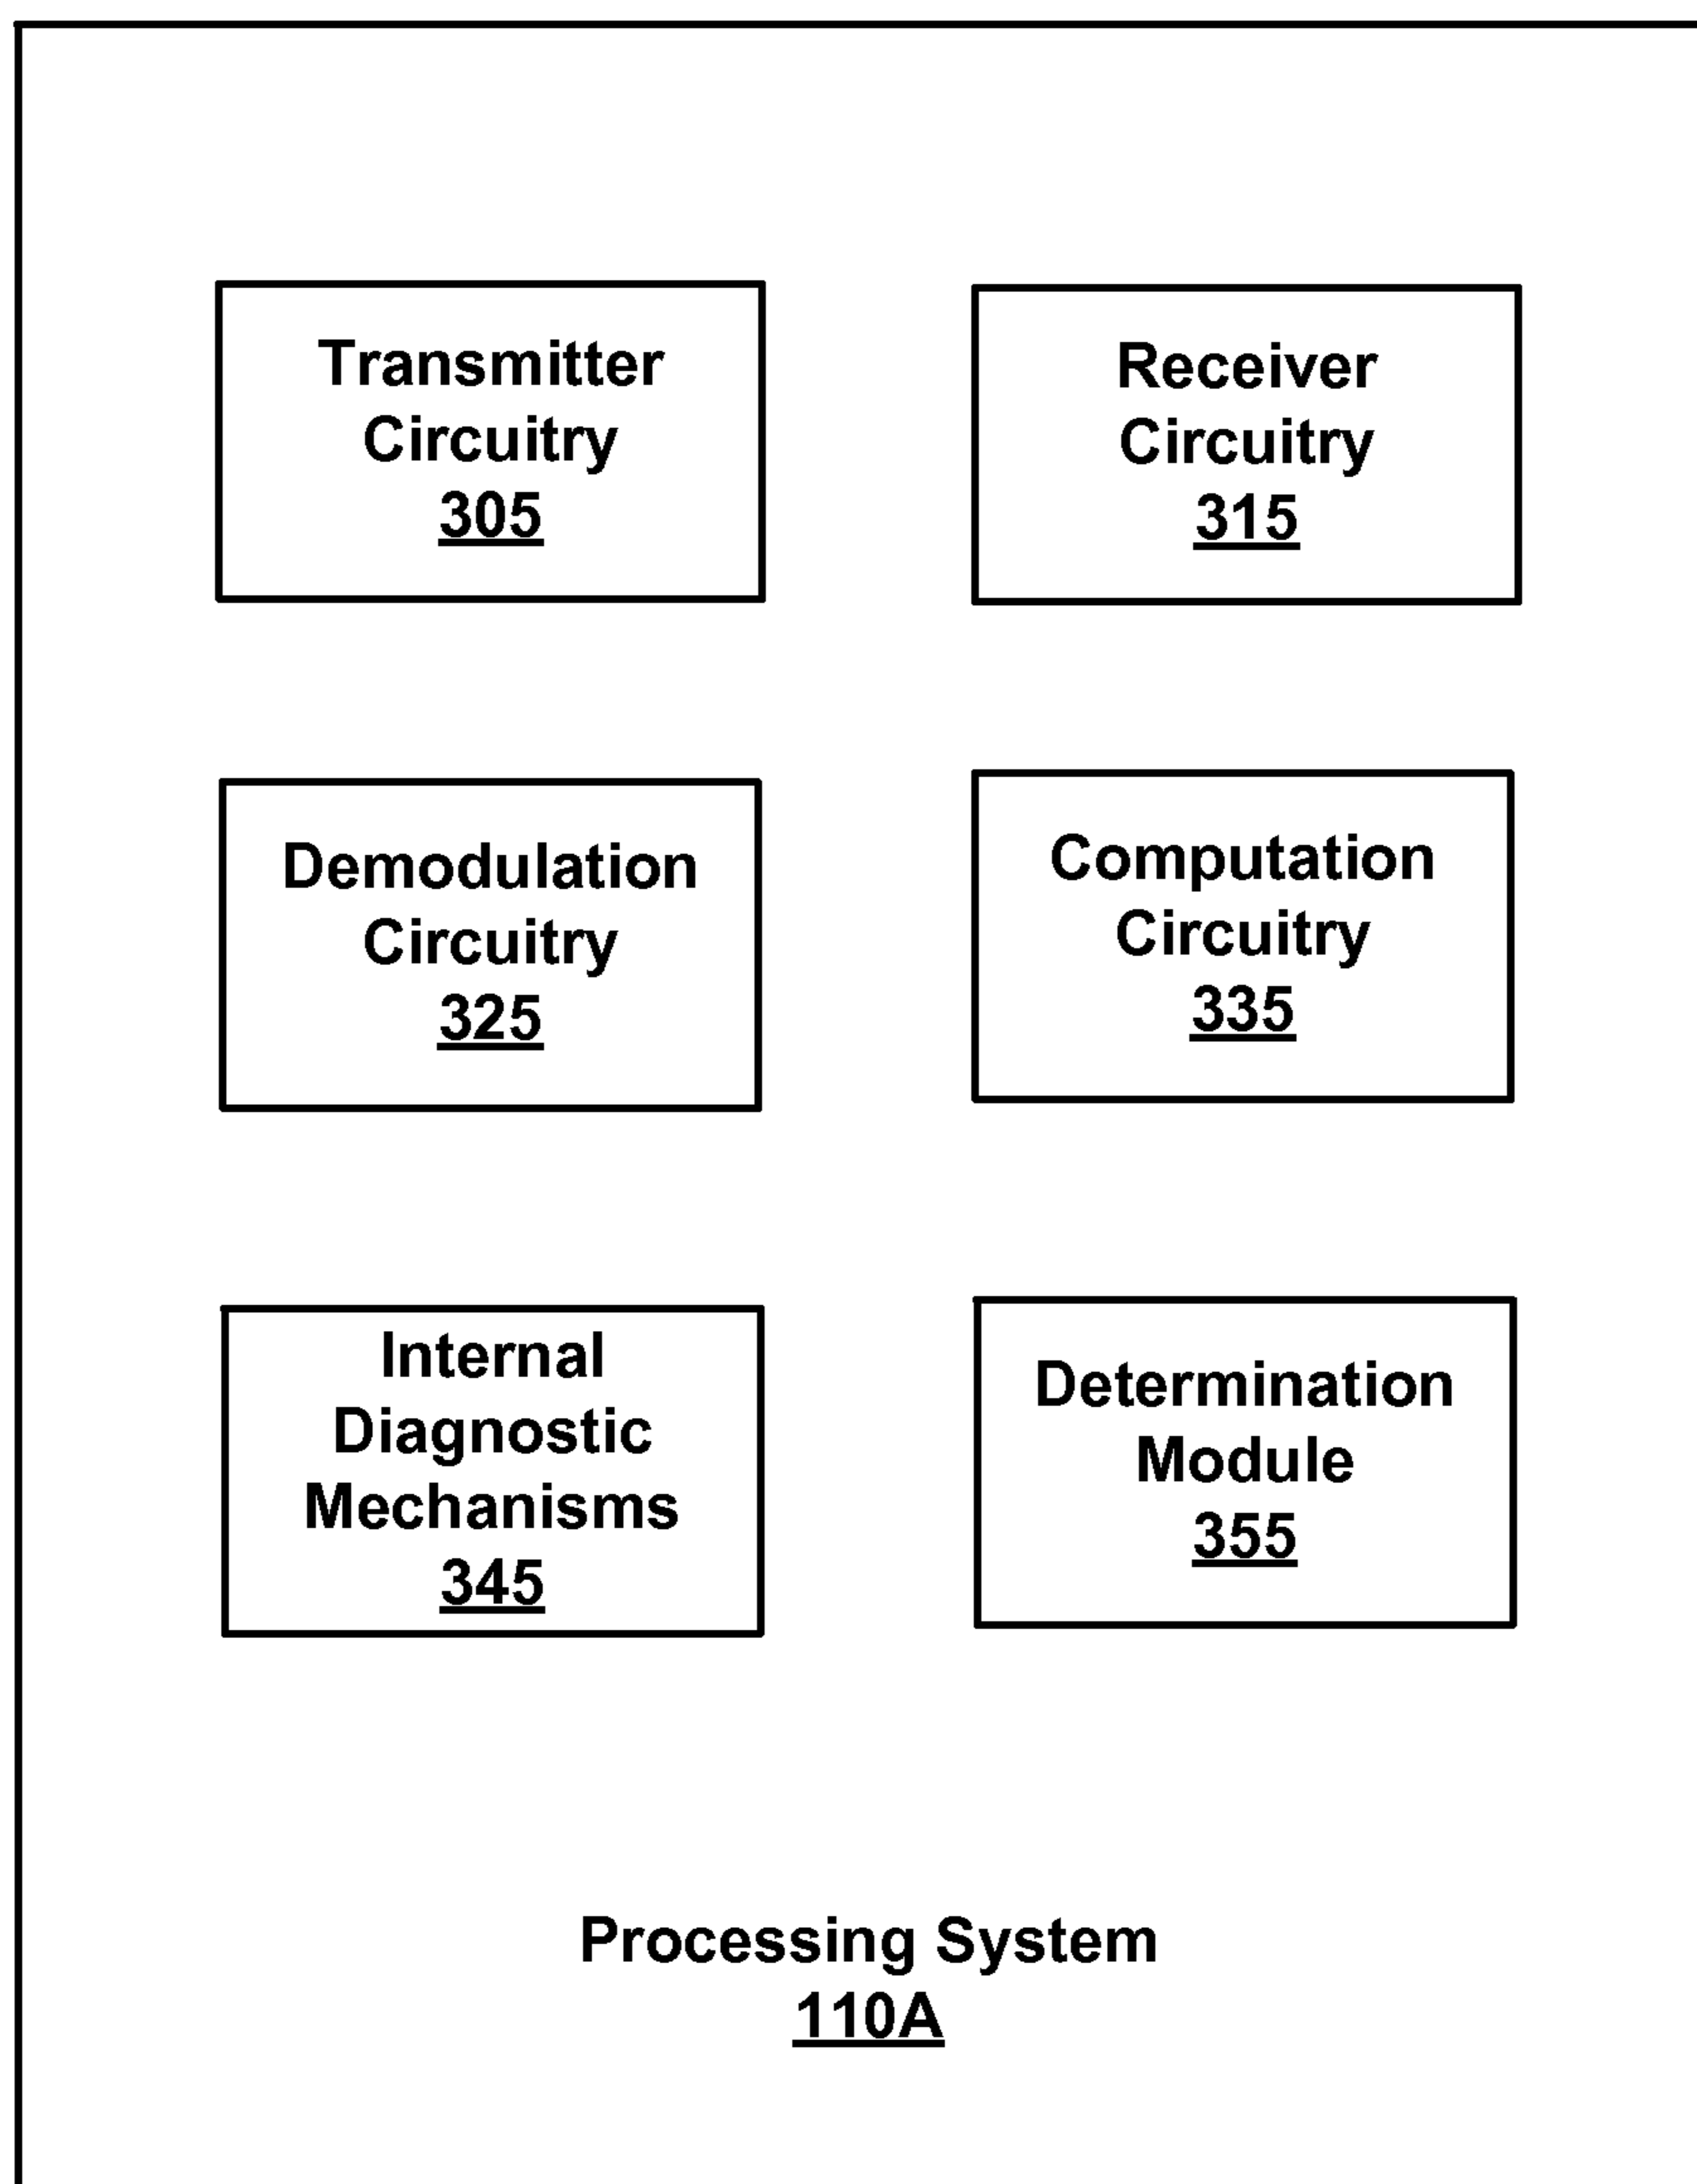 Transmitter
Circuitry
305
Receiver
Circuitry
315
Demodulation
Circuitry
325
Computation
Circuitry
335
Internal
Diagnostic
Mechanisms
345
Determination
Module
355
Processing System
110A